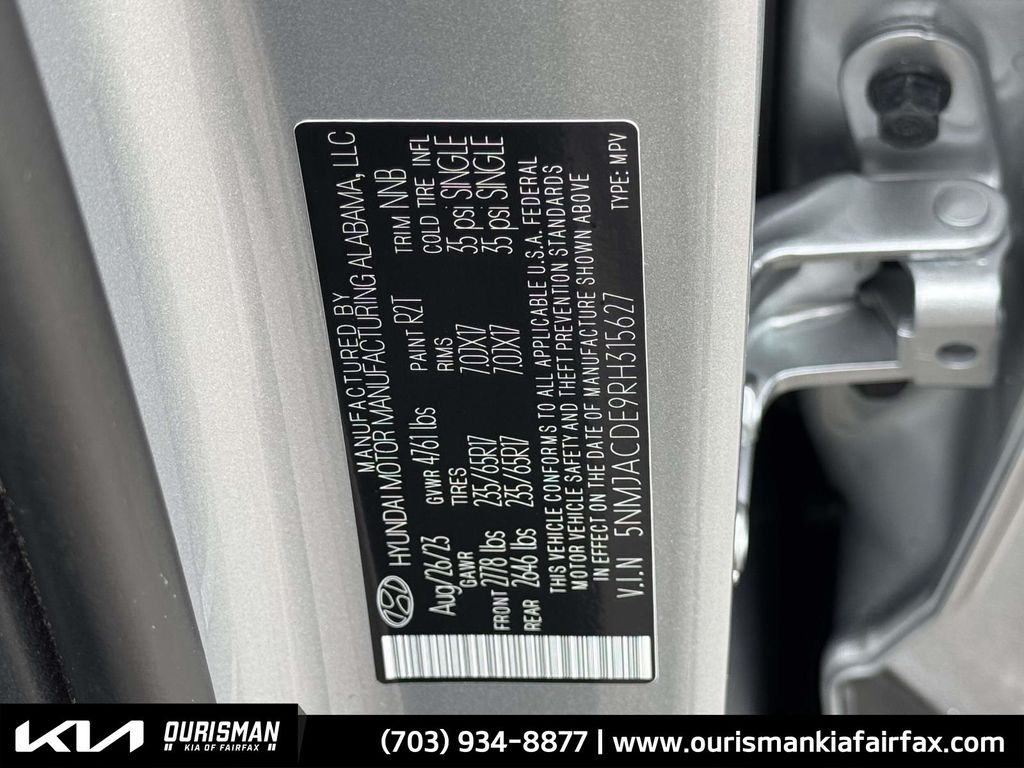 MANUFACTURED BY
HYUNDAI MOTOR MANUFACTURING ALABAMA, LLC
Aug/26/23 GVWR 4761 lbs PAINT R2T TRIM NNB
GAWR TIRES RIMS COLD TIRE INFL
FRONT 2778 lbs 235/65R17 7.0JX17 35 psi SINGLE
REAR 2646 lbs 235/65R17 7.0JX17 35 psi SINGLE
THIS VEHICLE CONFORMS TO ALL APPLICABLE U.S.A. FEDERAL
MOTOR VEHICLE SAFETY AND THEFT PREVENTION STANDARDS
IN EFFECT ON THE DATE OF MANUFACTURE SHOWN ABOVE
V.I.N 5NMJACDE9RH315627 TYPE: MPV
KIA OURISMAN
KIA OF FAIRFAX
(703) 934-8877 | www.ourismankiafairfax.com